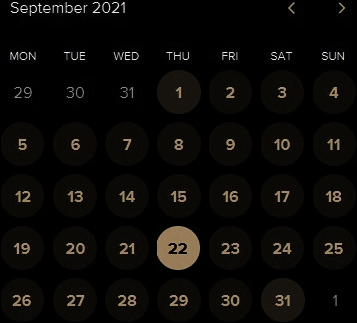 September 2021
MON TUE WED THU FRI SAT SUN
29 30 31 1 2 3 4
5 6 7 8 9 10 11
12 13 14 15 16 17 18
19 20 21 22 23 24 25
26 27 28 29 30 31 1